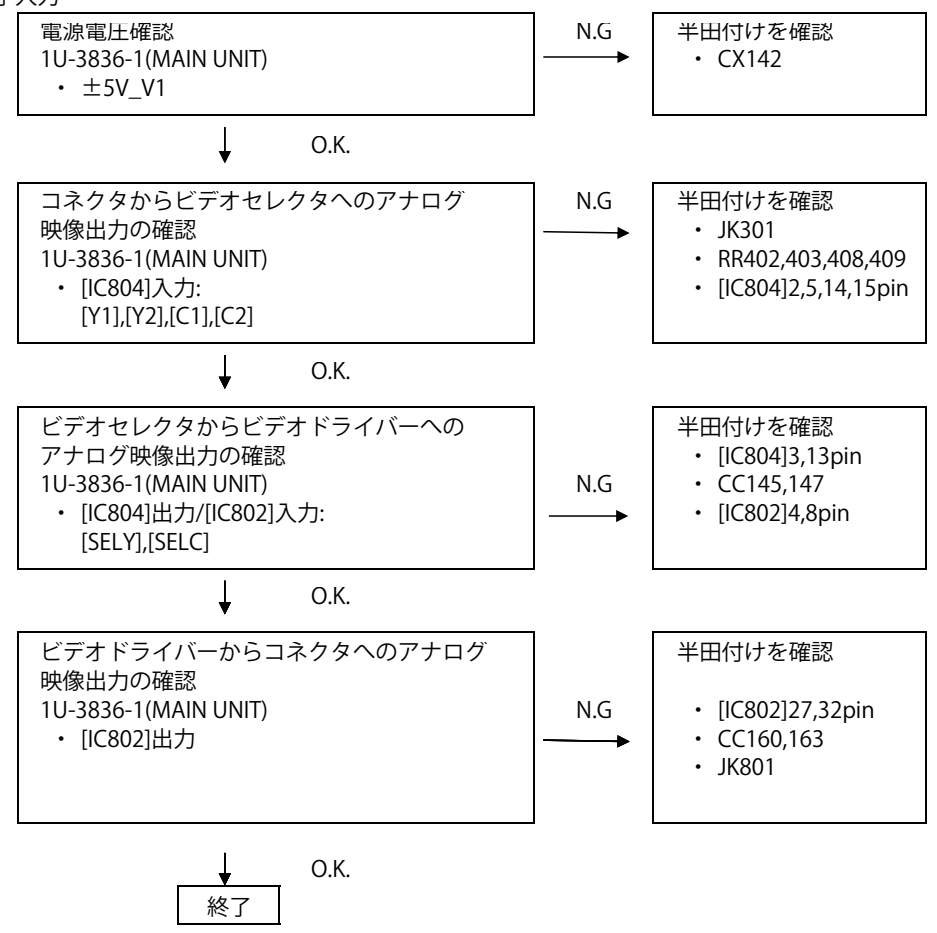 電源電圧確認
1U-3836-1(MAIN UNIT)
・ ±5V_V1
N.G
半田付けを確認
・ CX142
O.K.
コネクタからビデオセレクタへのアナログ
映像出力の確認
1U-3836-1(MAIN UNIT)
・ [IC804]入力:
[Y1],[Y2],[C1],[C2]
N.G
半田付けを確認
・ JK301
・ RR402,403,408,409
・ [IC804]2,5,14,15pin
O.K.
ビデオセレクタからビデオドライバーへの
アナログ映像出力の確認
1U-3836-1(MAIN UNIT)
・ [IC804]出力/[IC802]入力:
[SELY],[SELC]
N.G
半田付けを確認
・ [IC804]3,13pin
・ CC145,147
・ [IC802]4,8pin
O.K.
ビデオドライバーからコネクタへのアナログ
映像出力の確認
1U-3836-1(MAIN UNIT)
・ [IC802]出力
N.G
半田付けを確認
・ [IC802]27,32pin
・ CC160,163
・ JK801
O.K.
終了